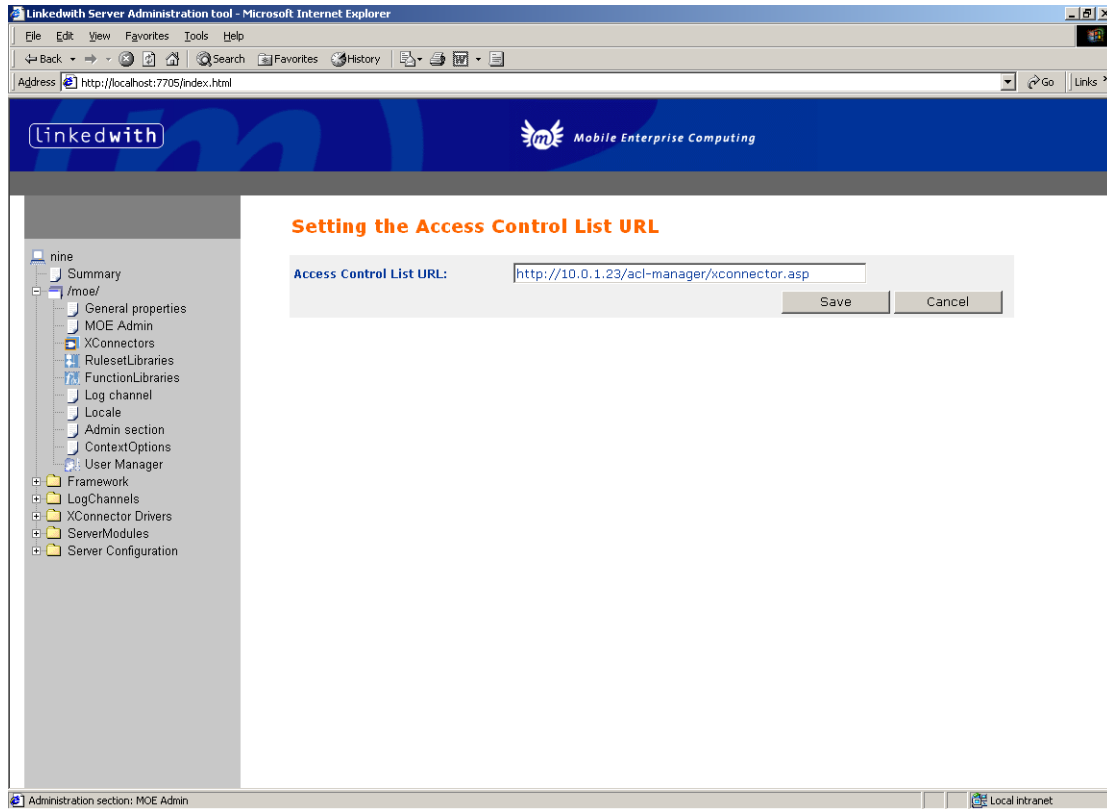 Linkedwith Server Administration tool - Microsoft Internet Explorer
File Edit View Favorites Tools Help
Back Search Favorites History
Address http://localhost:7705/index.html Go Links
linkedwith
m Mobile Enterprise Computing
Setting the Access Control List URL
Access Control List URL: http://10.0.1.23/acl-manager/xconnector.asp
Save Cancel
nine
Summary
/moe/
General properties
MOE Admin
XConnectors
RulesetLibraries
FunctionLibraries
Log channel
Locale
Admin section
ContextOptions
User Manager
Framework
LogChannels
XConnector Drivers
ServerModules
Server Configuration
Administration section: MOE Admin Local intranet